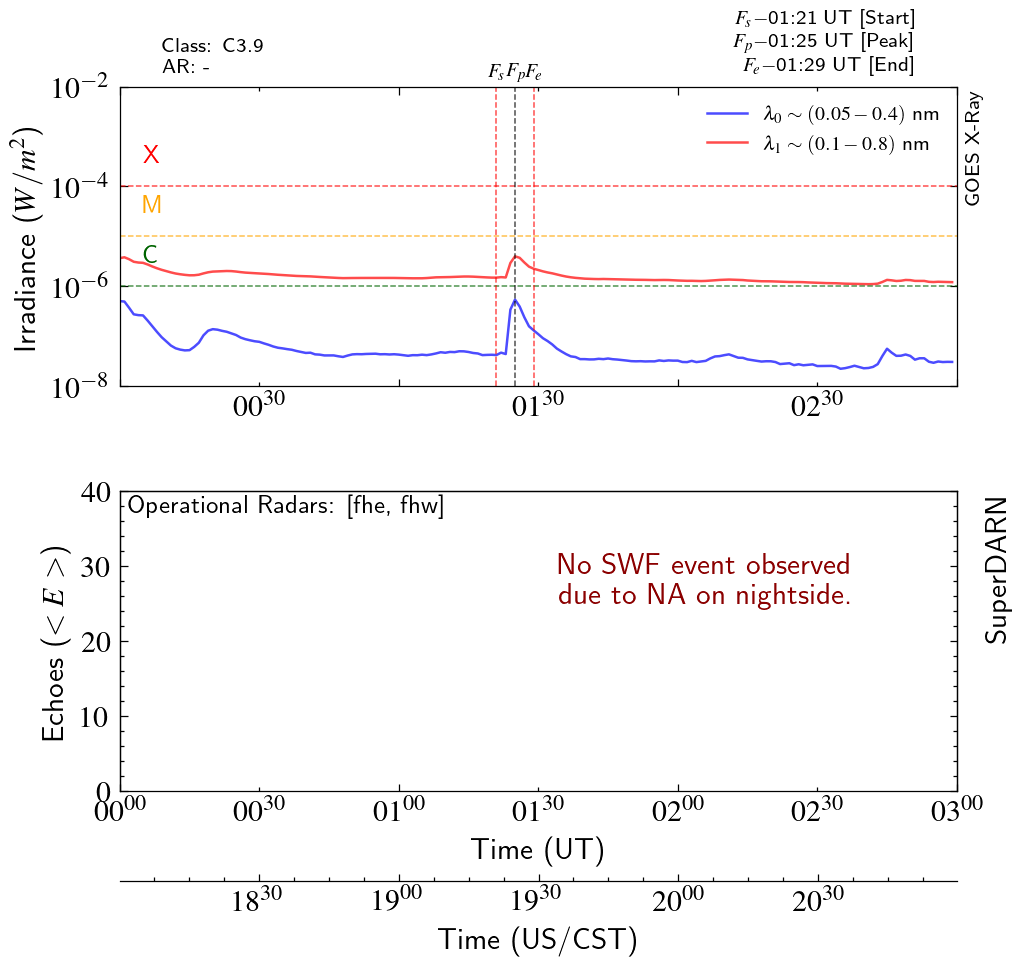 F_s−01:21 UT [Start]
F_p−01:25 UT [Peak]
F_e−01:29 UT [End]
Class: C3.9
AR: -
F_s F_p F_e
10^{-2}
10^{-4}
10^{-6}
10^{-8}
Irradiance (W/m^2)
X
M
C
λ_0 ∼ (0.05 − 0.4) nm
λ_1 ∼ (0.1 − 0.8) nm
GOES X-Ray
00^{30} 01^{30} 02^{30}
40
30
20
10
0
Echoes (< E >)
Operational Radars: [fhe, fhw]
No SWF event observed
due to NA on nightside.
SuperDARN
00^{00} 00^{30} 01^{00} 01^{30} 02^{00} 02^{30} 03^{00}
Time (UT)
18^{30} 19^{00} 19^{30} 20^{00} 20^{30}
Time (US/CST)